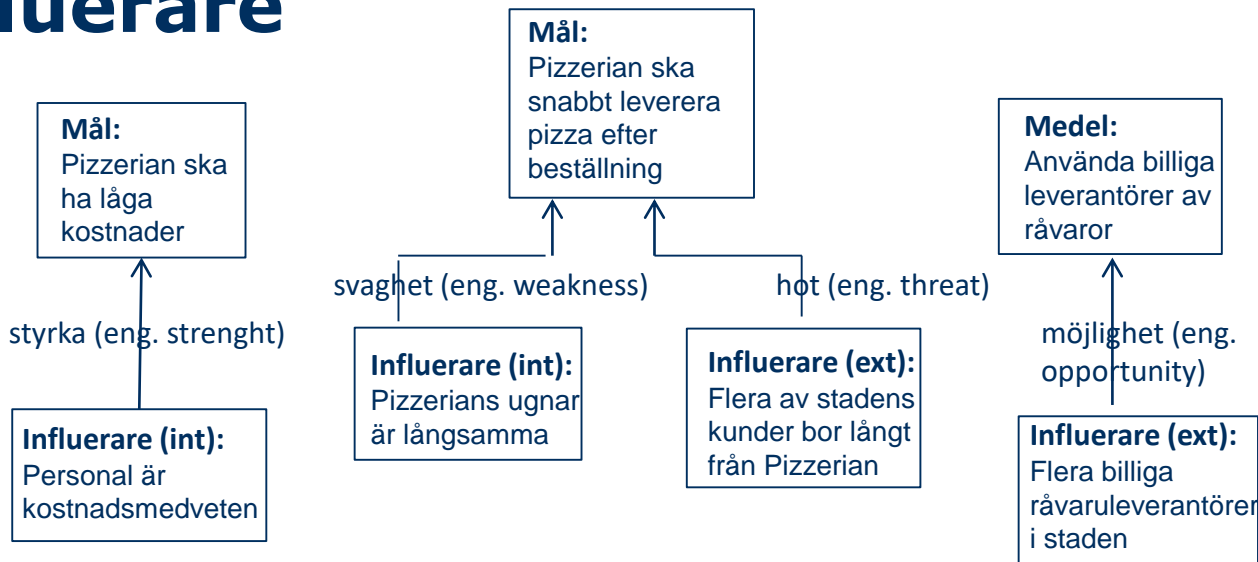 Mål:
Pizzerian ska
snabbt leverera
pizza efter
beställning
Mål:
Pizzerian ska
ha låga
kostnader
Medel:
Använda billiga
leverantörer av
råvaror
styrka (eng. strenght)
svaghet (eng. weakness)
hot (eng. threat)
möjlighet (eng.
opportunity)
Influerare (int):
Personal är
kostnadsmedveten
Influerare (int):
Pizzerians ugnar
är långsamma
Influerare (ext):
Flera av stadens
kunder bor långt
från Pizzerian
Influerare (ext):
Flera billiga
råvaruleverantörer
i staden